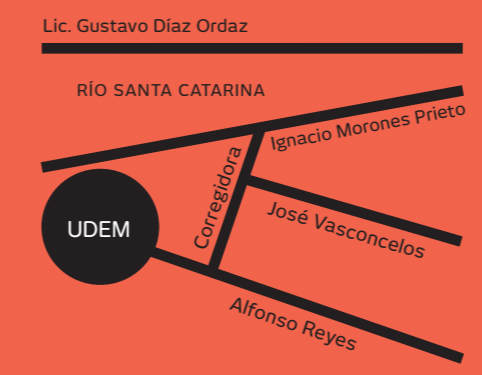 Lic. Gustavo Díaz Ordaz
RÍO SANTA CATARINA
Ignacio Morones Prieto
Corregidora
José Vasconcelos
UDEM
Alfonso Reyes